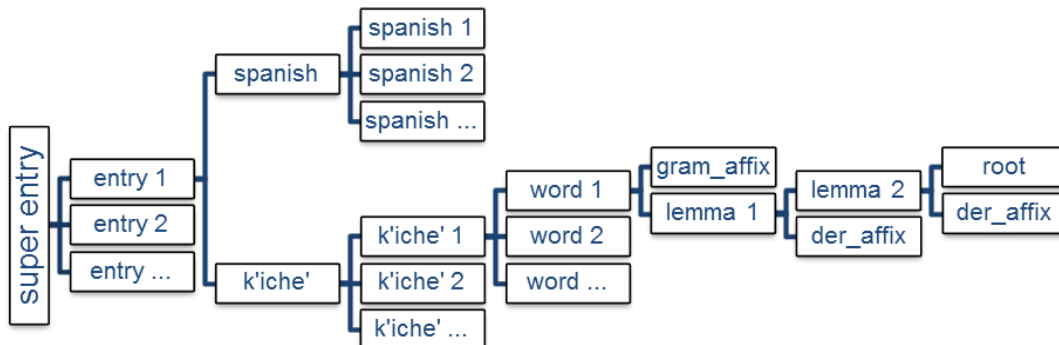 super entry
entry 1
entry 2
entry ...
spanish
spanish 1
spanish 2
spanish ...
k'iche'
k'iche' 1
k'iche' 2
k'iche' ...
word 1
word 2
word ...
gram_affix
lemma 1
lemma 2
der_affix
root
der_affix